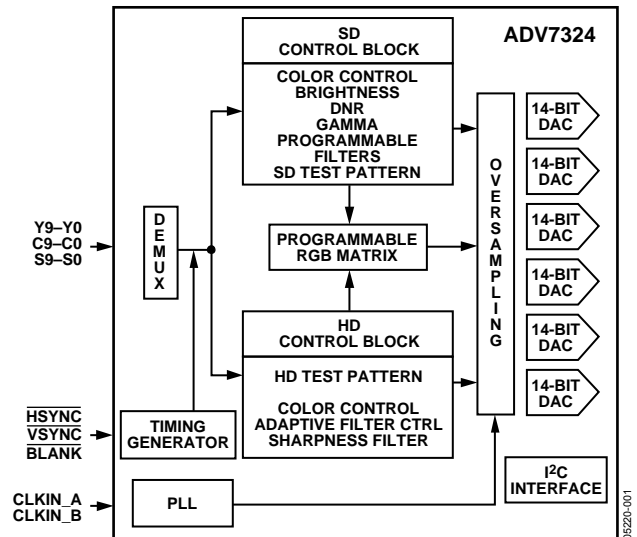 ADV7324
SD
CONTROL BLOCK
COLOR CONTROL
BRIGHTNESS
DNR
GAMMA
PROGRAMMABLE
FILTERS
SD TEST PATTERN
Y9–Y0
C9–C0
S9–S0
DEMUX
PROGRAMMABLE
RGB MATRIX
HD
CONTROL BLOCK
HD TEST PATTERN
COLOR CONTROL
ADAPTIVE FILTER CTRL
SHARPNESS FILTER
OVERSAMPLING
14-BIT
DAC
14-BIT
DAC
14-BIT
DAC
14-BIT
DAC
14-BIT
DAC
14-BIT
DAC
HSYNC
VSYNC
BLANK
TIMING
GENERATOR
CLKIN_A
CLKIN_B
PLL
I2C
INTERFACE
05220-001